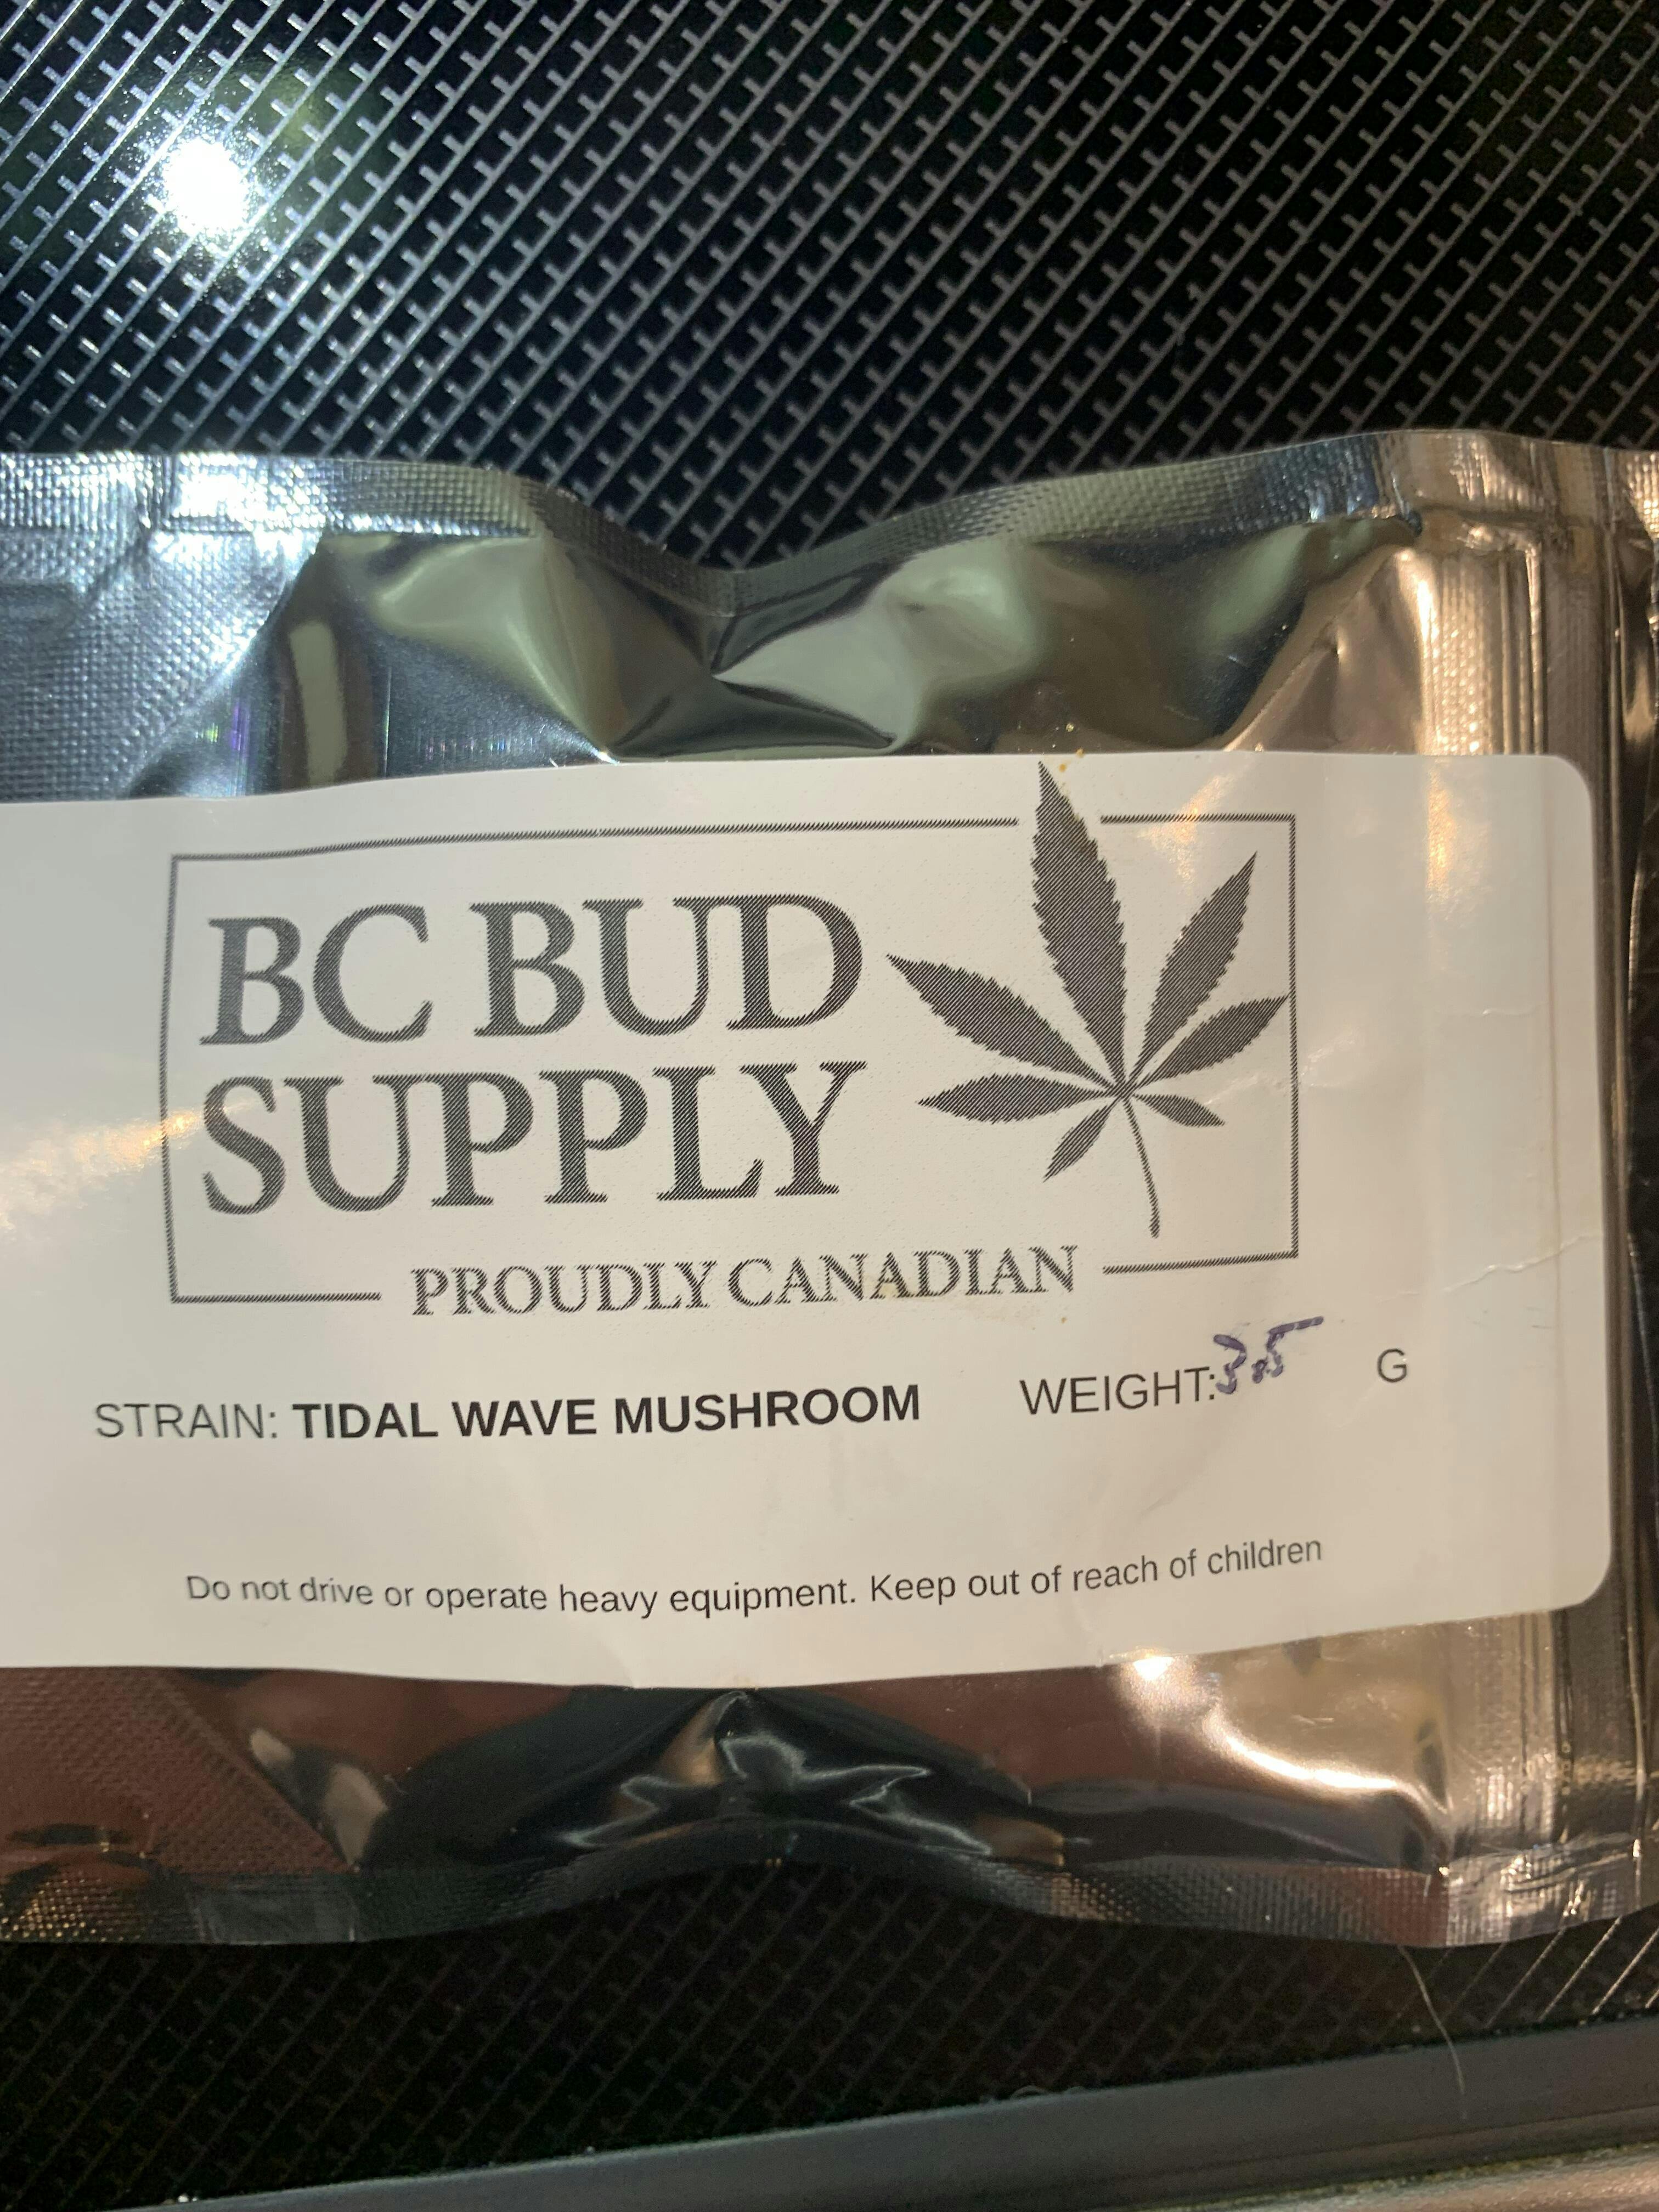 BC BUD
SUPPLY
PROUDLY CANADIAN
STRAIN: TIDAL WAVE MUSHROOM WEIGHT: 3.5 G
Do not drive or operate heavy equipment. Keep out of reach of children